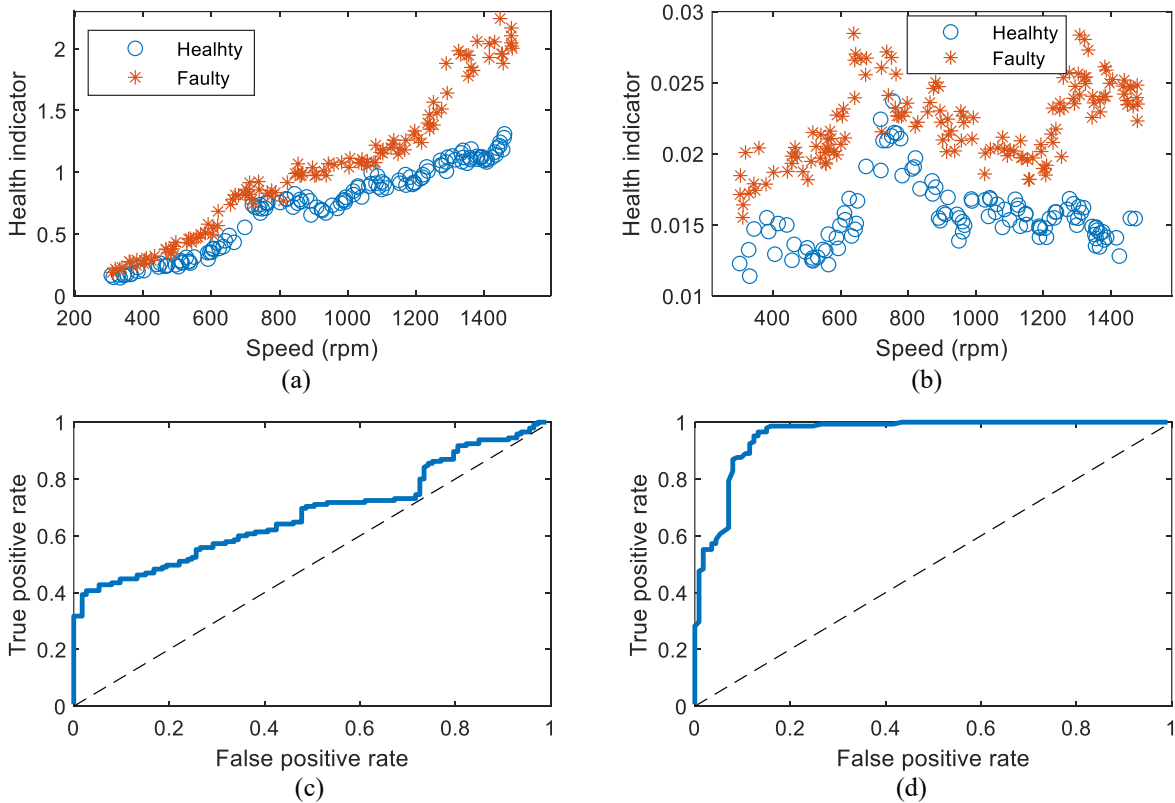 2
1.5
1
0.5
0
Health indicator
Healhty
Faulty
200 400 600 800 1000 1200 1400
Speed (rpm)
(a)
0.03
0.025
0.02
0.015
0.01
Health indicator
Healhty
Faulty
400 600 800 1000 1200 1400
Speed (rpm)
(b)
1
0.8
0.6
0.4
0.2
0
True positive rate
0 0.2 0.4 0.6 0.8 1
False positive rate
(c)
1
0.8
0.6
0.4
0.2
0
True positive rate
0 0.2 0.4 0.6 0.8 1
False positive rate
(d)